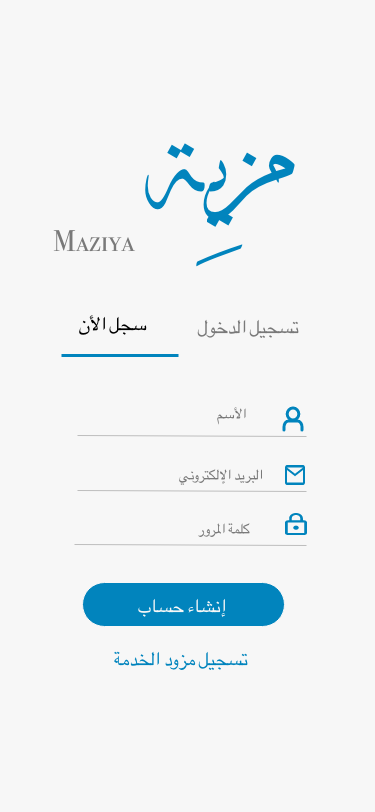 مزية
MAZIYA
تسجيل الدخول
سجل الأن
الأسم
البريد الإلكتروني
كلمة المرور
إنشاء حساب
تسجيل مزود الخدمة